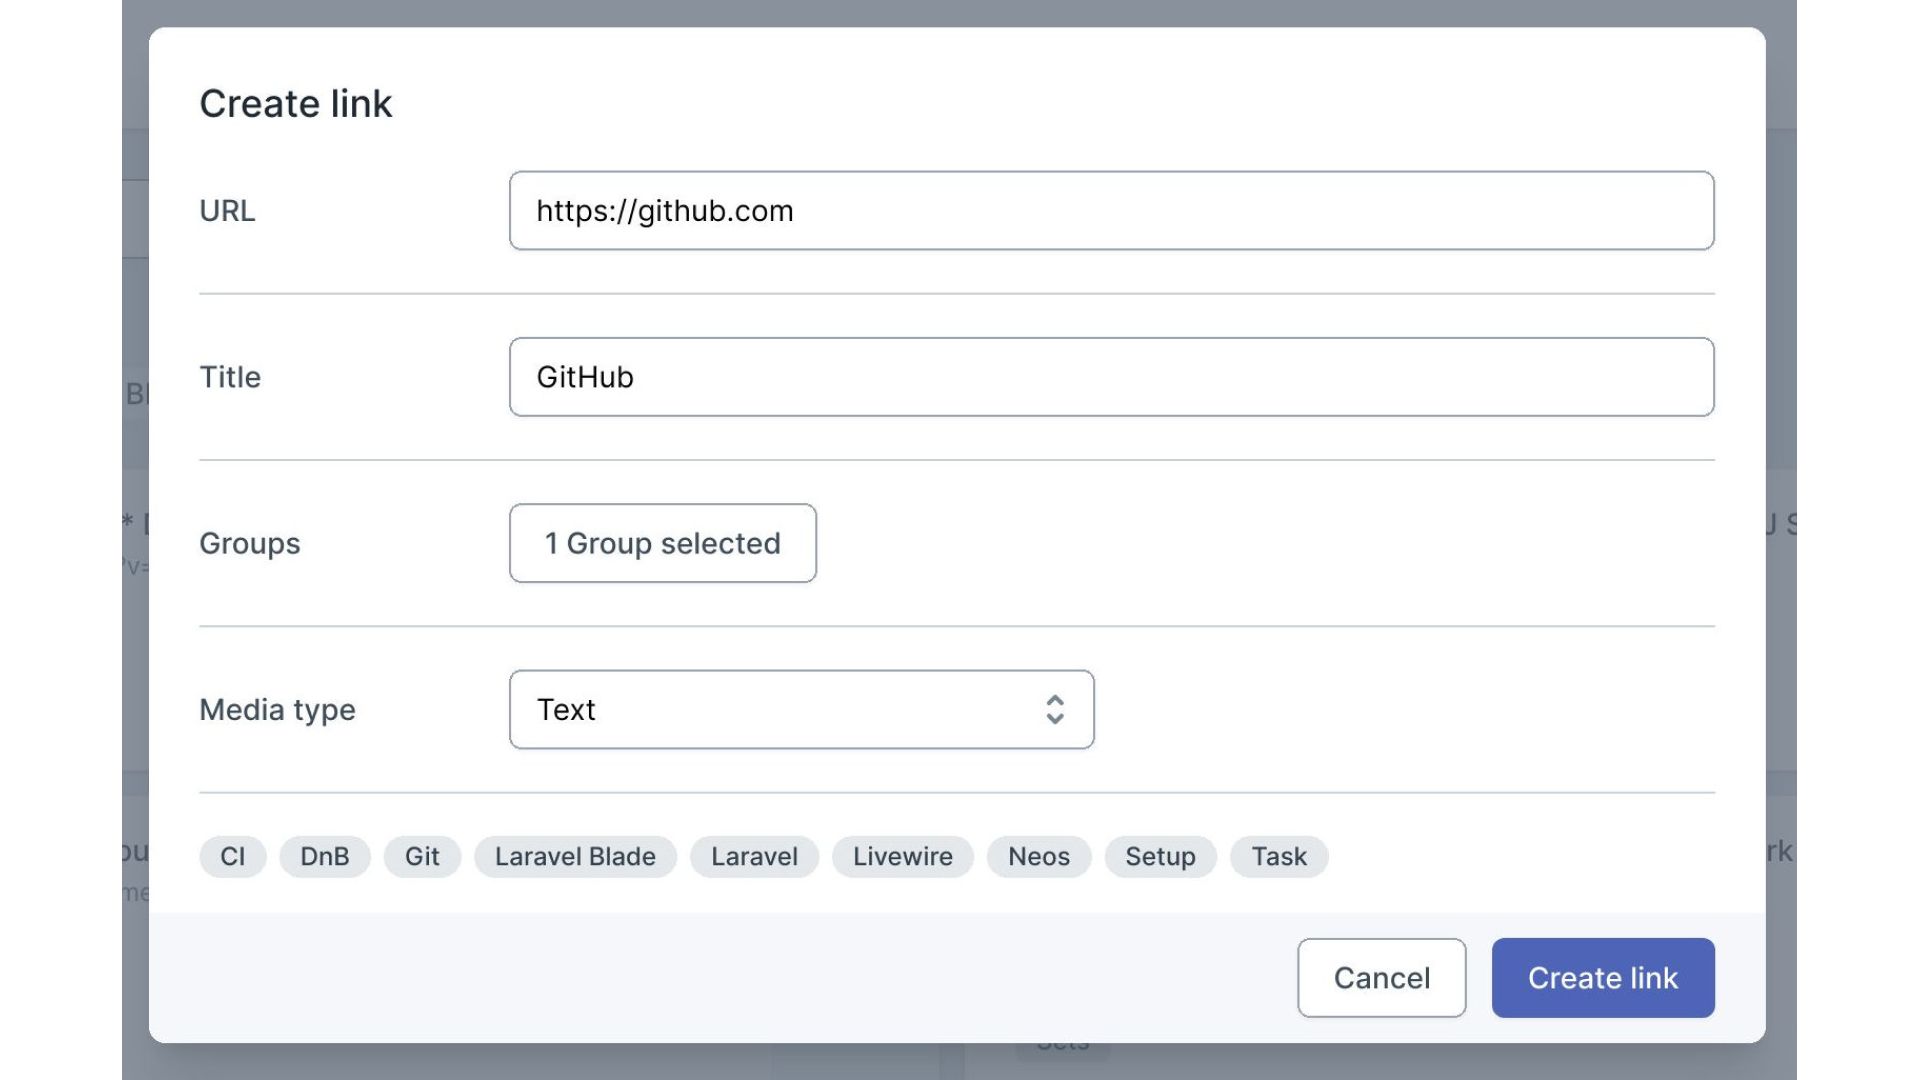 Create link
URL
https://github.com
Title
GitHub
Groups
1 Group selected
Media type
Text
CI DnB Git Laravel Blade Laravel Livewire Neos Setup Task
Cancel Create link